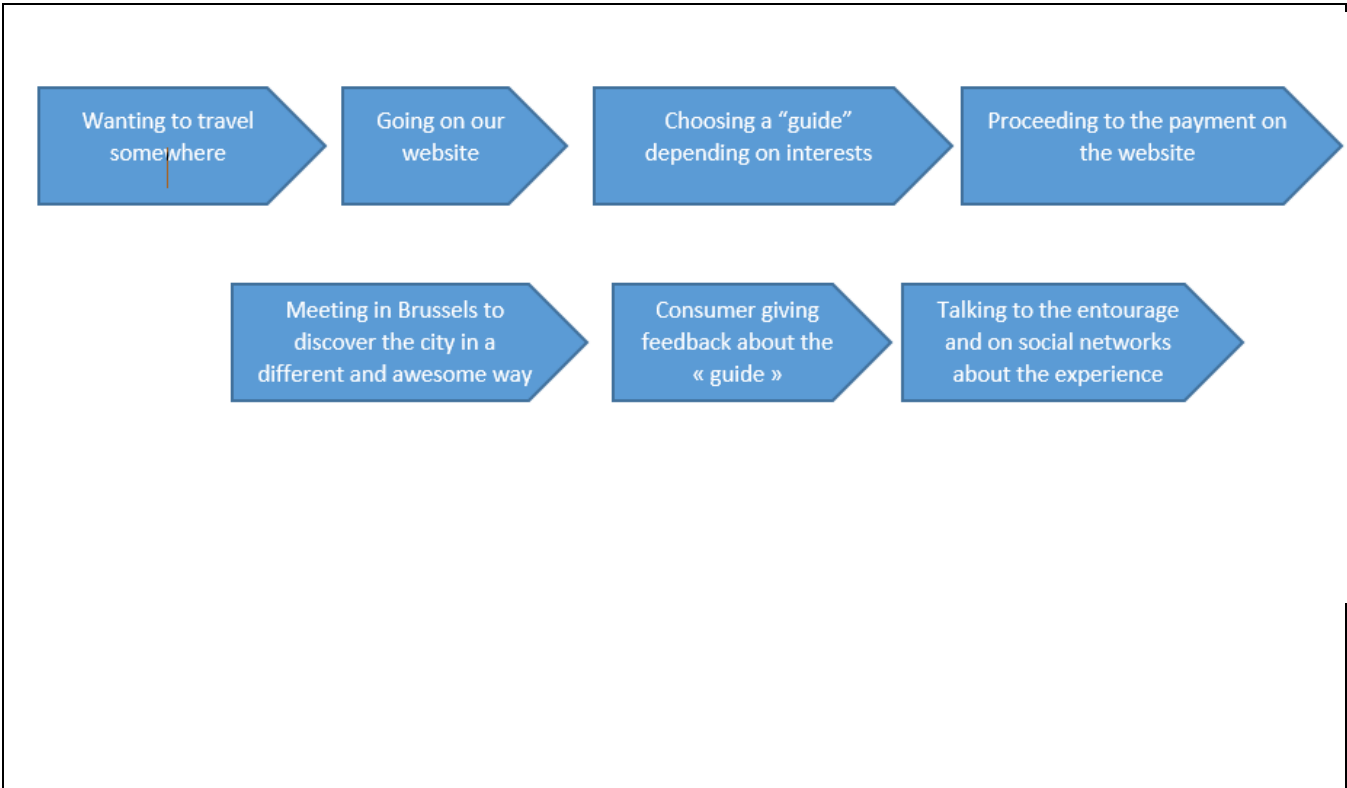 Wanting to travel
somewhere
Going on our
website
Choosing a “guide”
depending on interests
Proceeding to the payment on
the website
Meeting in Brussels to
discover the city in a
different and awesome way
Consumer giving
feedback about the
« guide »
Talking to the entourage
and on social networks
about the experience